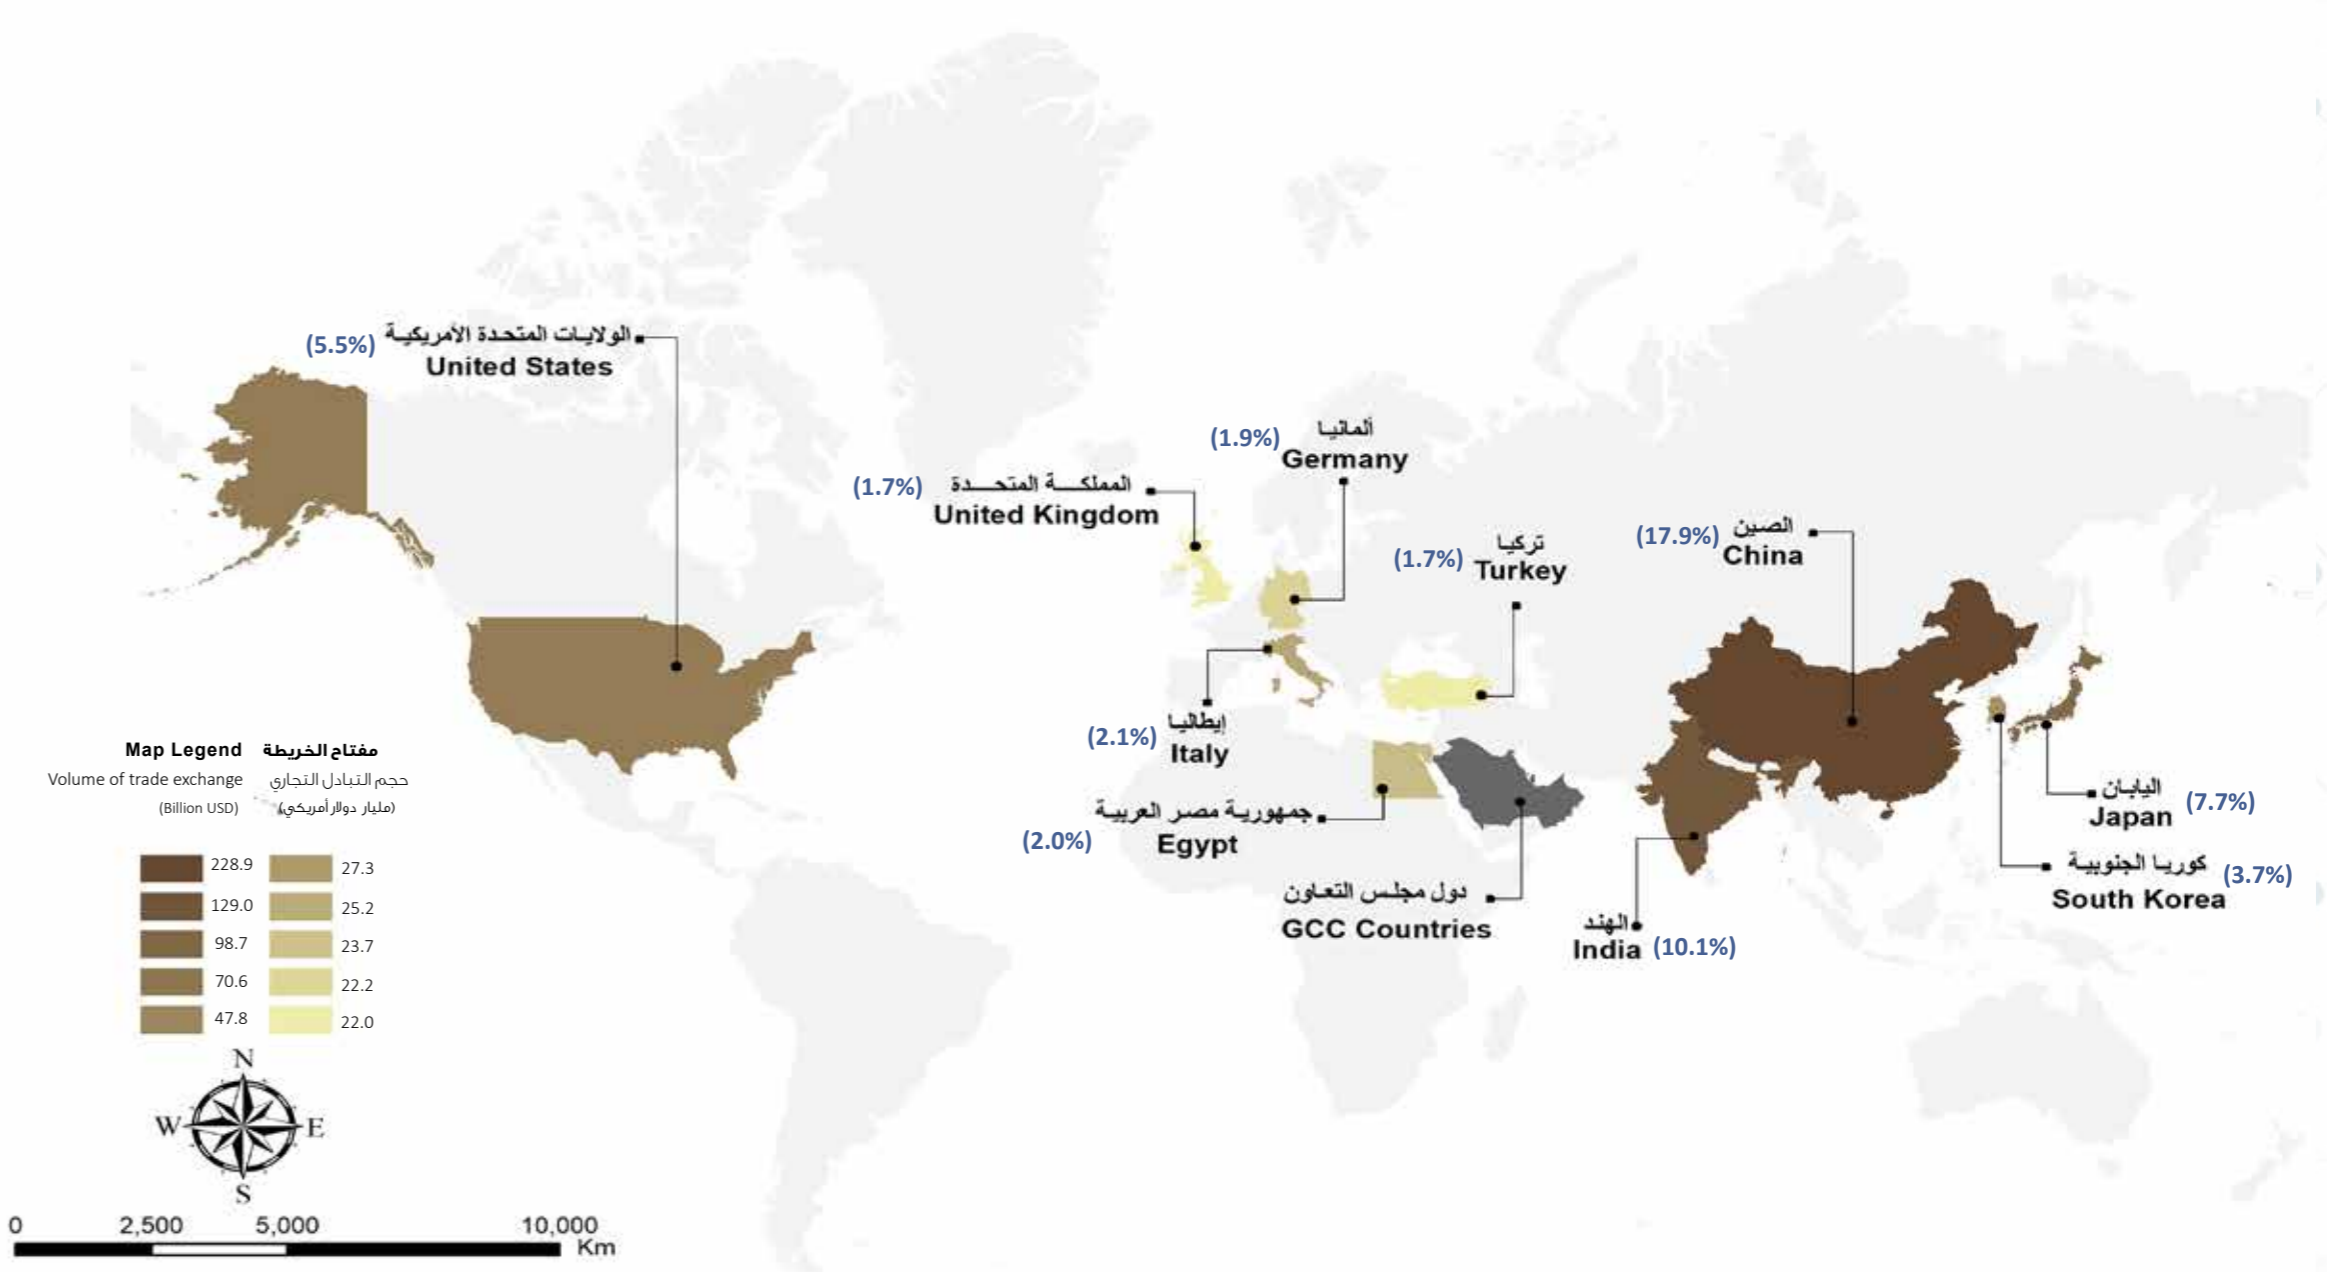 (5.5%) الولايات المتحدة الأمريكية
United States
(1.9%) ألمانيا
Germany
(1.7%) المملكة المتحدة
United Kingdom
(1.7%) تركيا
Turkey
(17.9%) الصين
China
إيطاليا
(2.1%) Italy
جمهورية مصر العربية
(2.0%) Egypt
دول مجلس التعاون
GCC Countries
الهند
India (10.1%)
اليابان
Japan (7.7%)
كوريا الجنوبية (3.7%)
South Korea
Map Legend مفتاح الخريطة
Volume of trade exchange حجم التبادل التجاري
(Billion USD) (مليار دولار أمريكي)
228.9 27.3
129.0 25.2
98.7 23.7
70.6 22.2
47.8 22.0
N
W E
S
0 2,500 5,000 10,000
Km